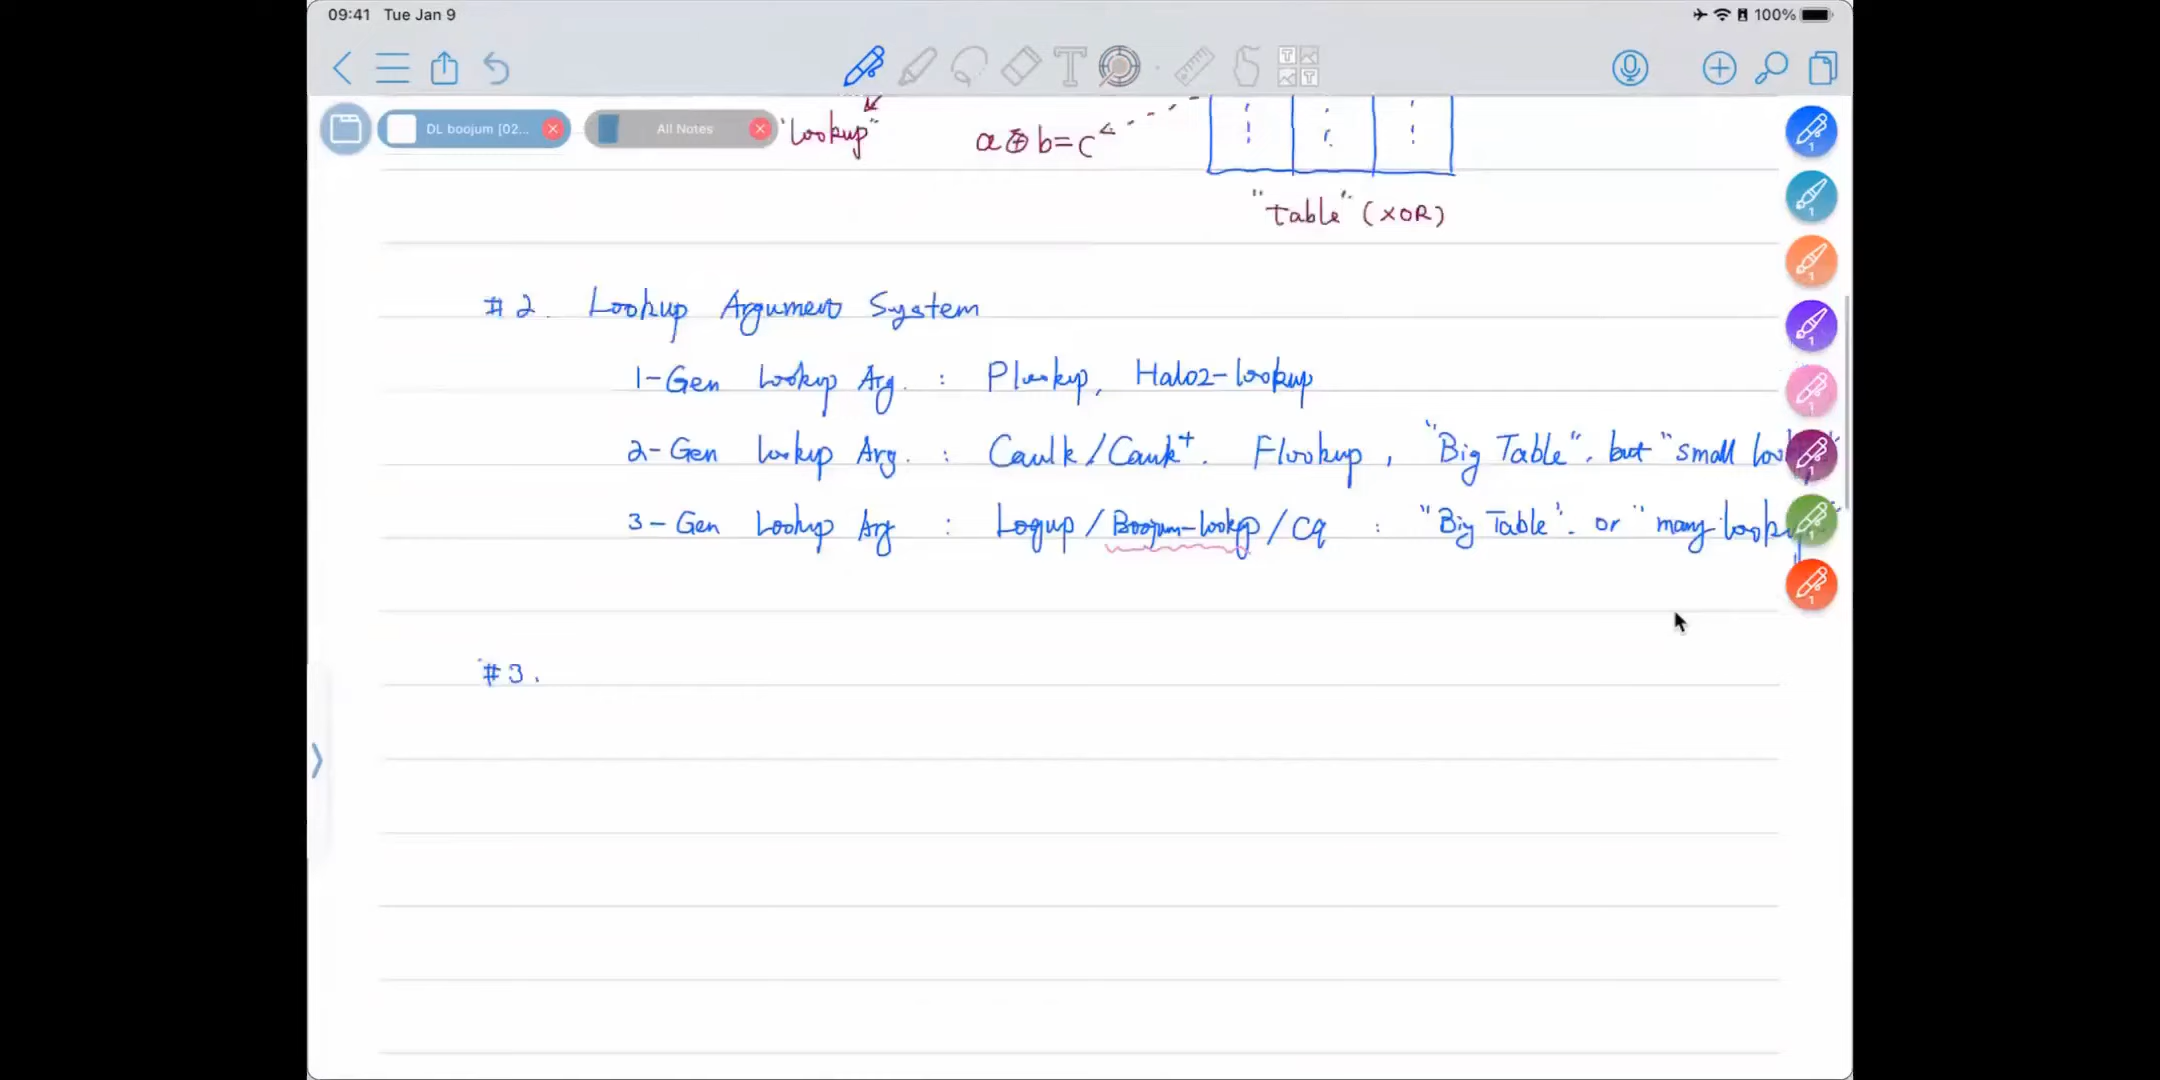 09:41 Tue Jan 9 100%
DL boojum [02... All Notes
"lookup" a⊕b=c
"table" (XOR)
#2. Lookup Argument System
1-Gen Lookup Arg. : Plookup, Halo2-lookup
2-Gen lookup Arg. : Caulk/Caulk+. Flookup, "Big Table". but "small
3-Gen Lookup Arg : Logup/Boojum-lookup/Cq : "Big Table". or "many
#3.